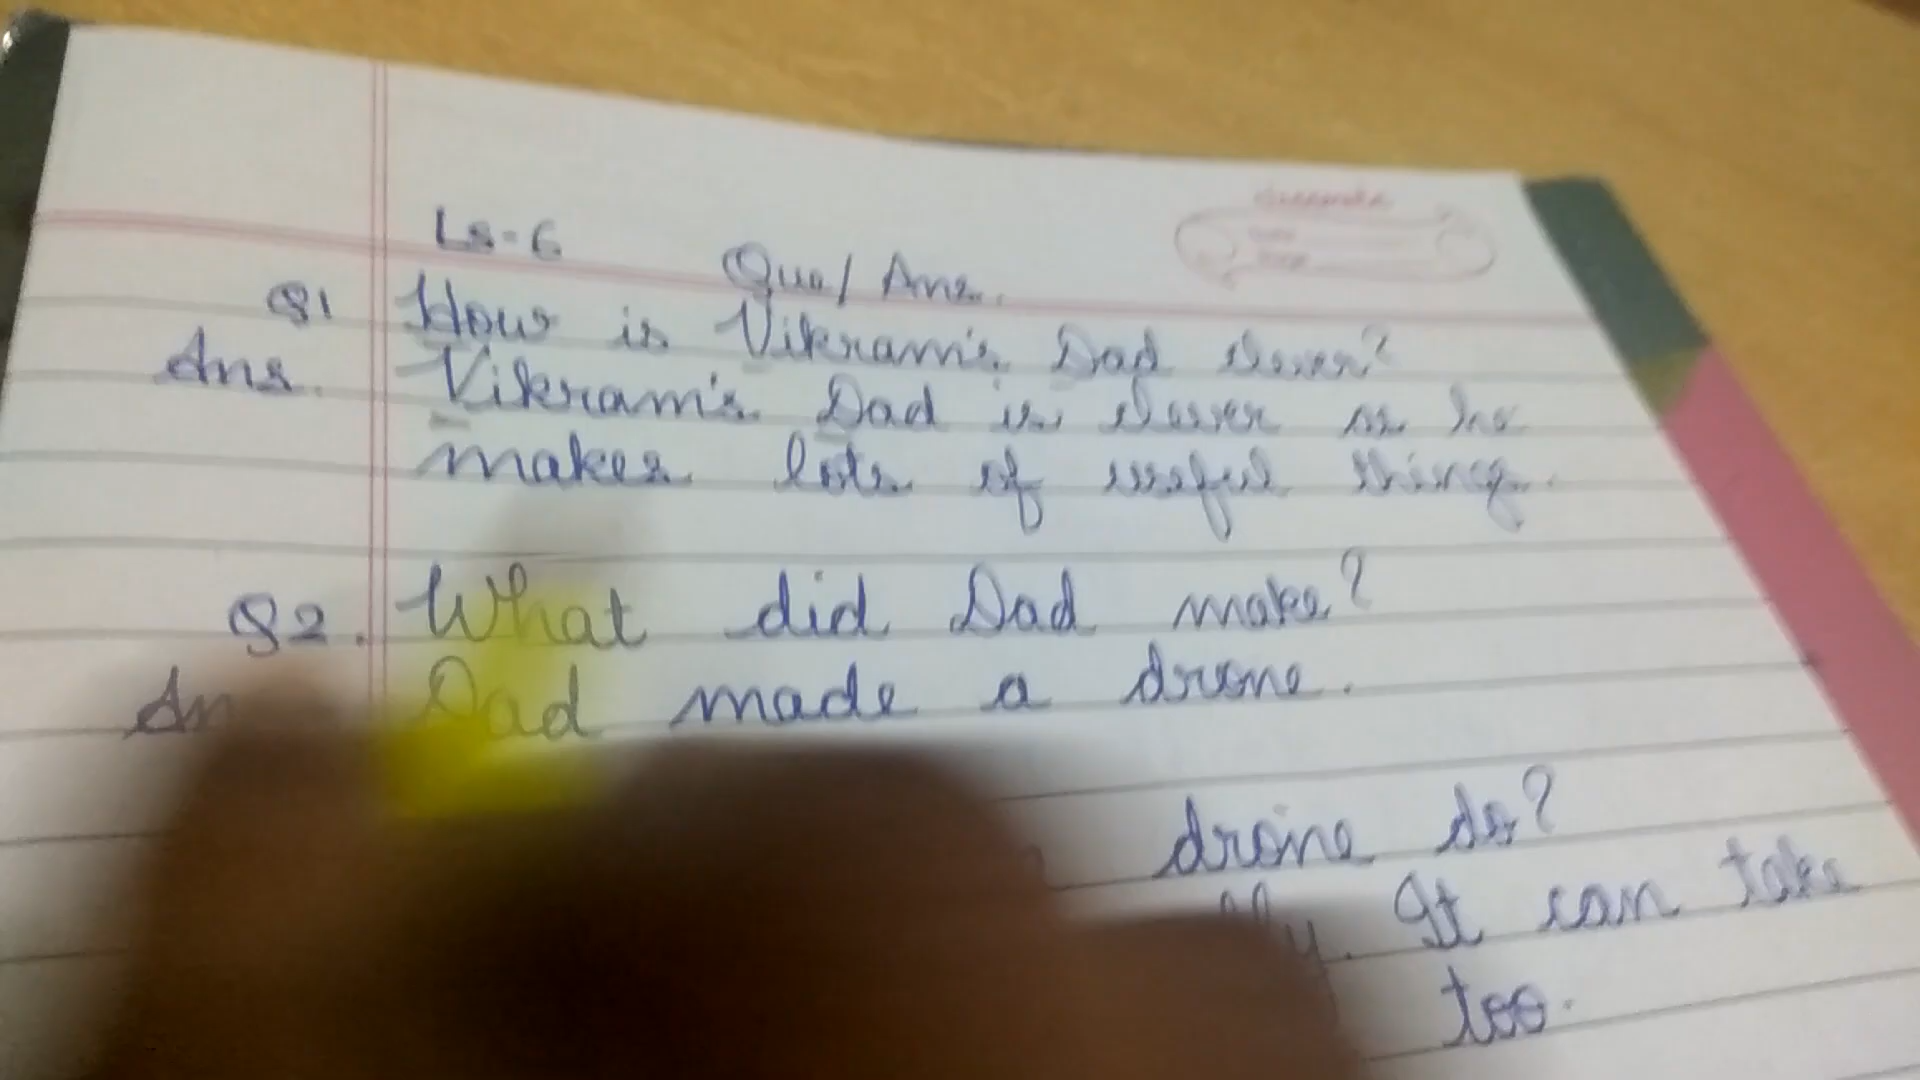 Ls-6
Que/Ans.
Q1 How is Vikram's Dad clever?
Ans. Vikram's Dad is clever as he
makes lots of useful things.
Q2. What did Dad make?
Dad made a drone.
drone do?
fly. It can take
too.